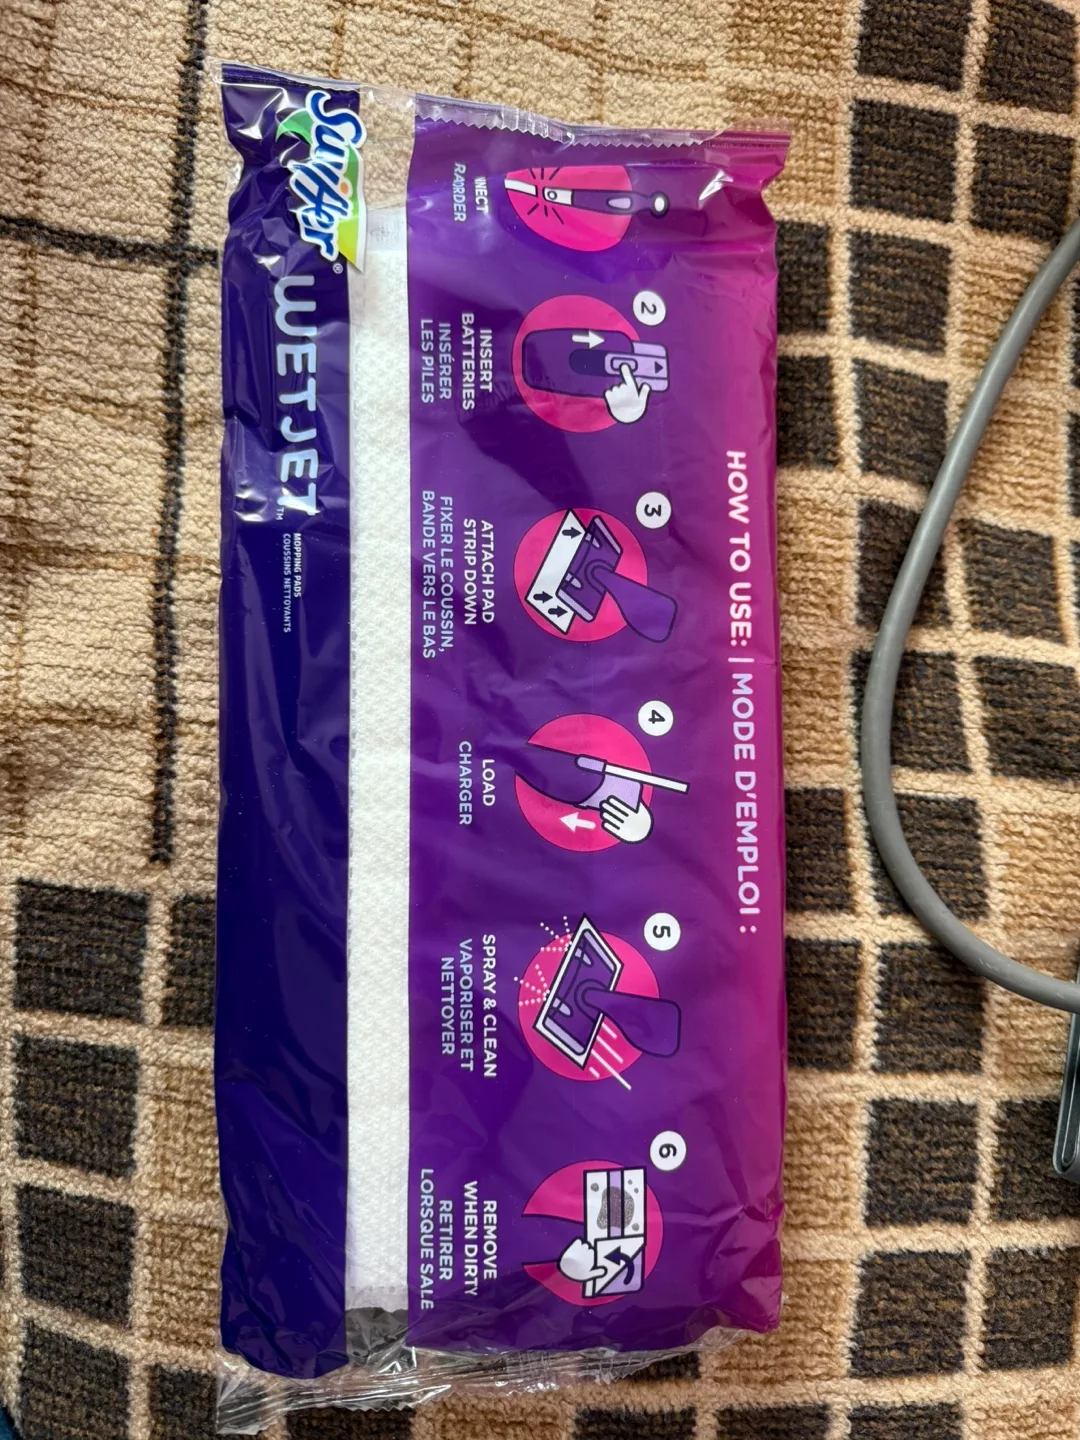 Swiffer®
WETJET™
MOPPING PADS
COUSSINS NETTOYANTS
HOW TO USE: | MODE D'EMPLOI :
2
INSERT
BATTERIES
INSÉRER
LES PILES
3
ATTACH PAD
STRIP DOWN
FIXER LE COUSSIN,
BANDE VERS LE BAS
4
LOAD
CHARGER
5
SPRAY & CLEAN
VAPORISER ET
NETTOYER
6
REMOVE
WHEN DIRTY
RETIRER
LORSQUE SALE